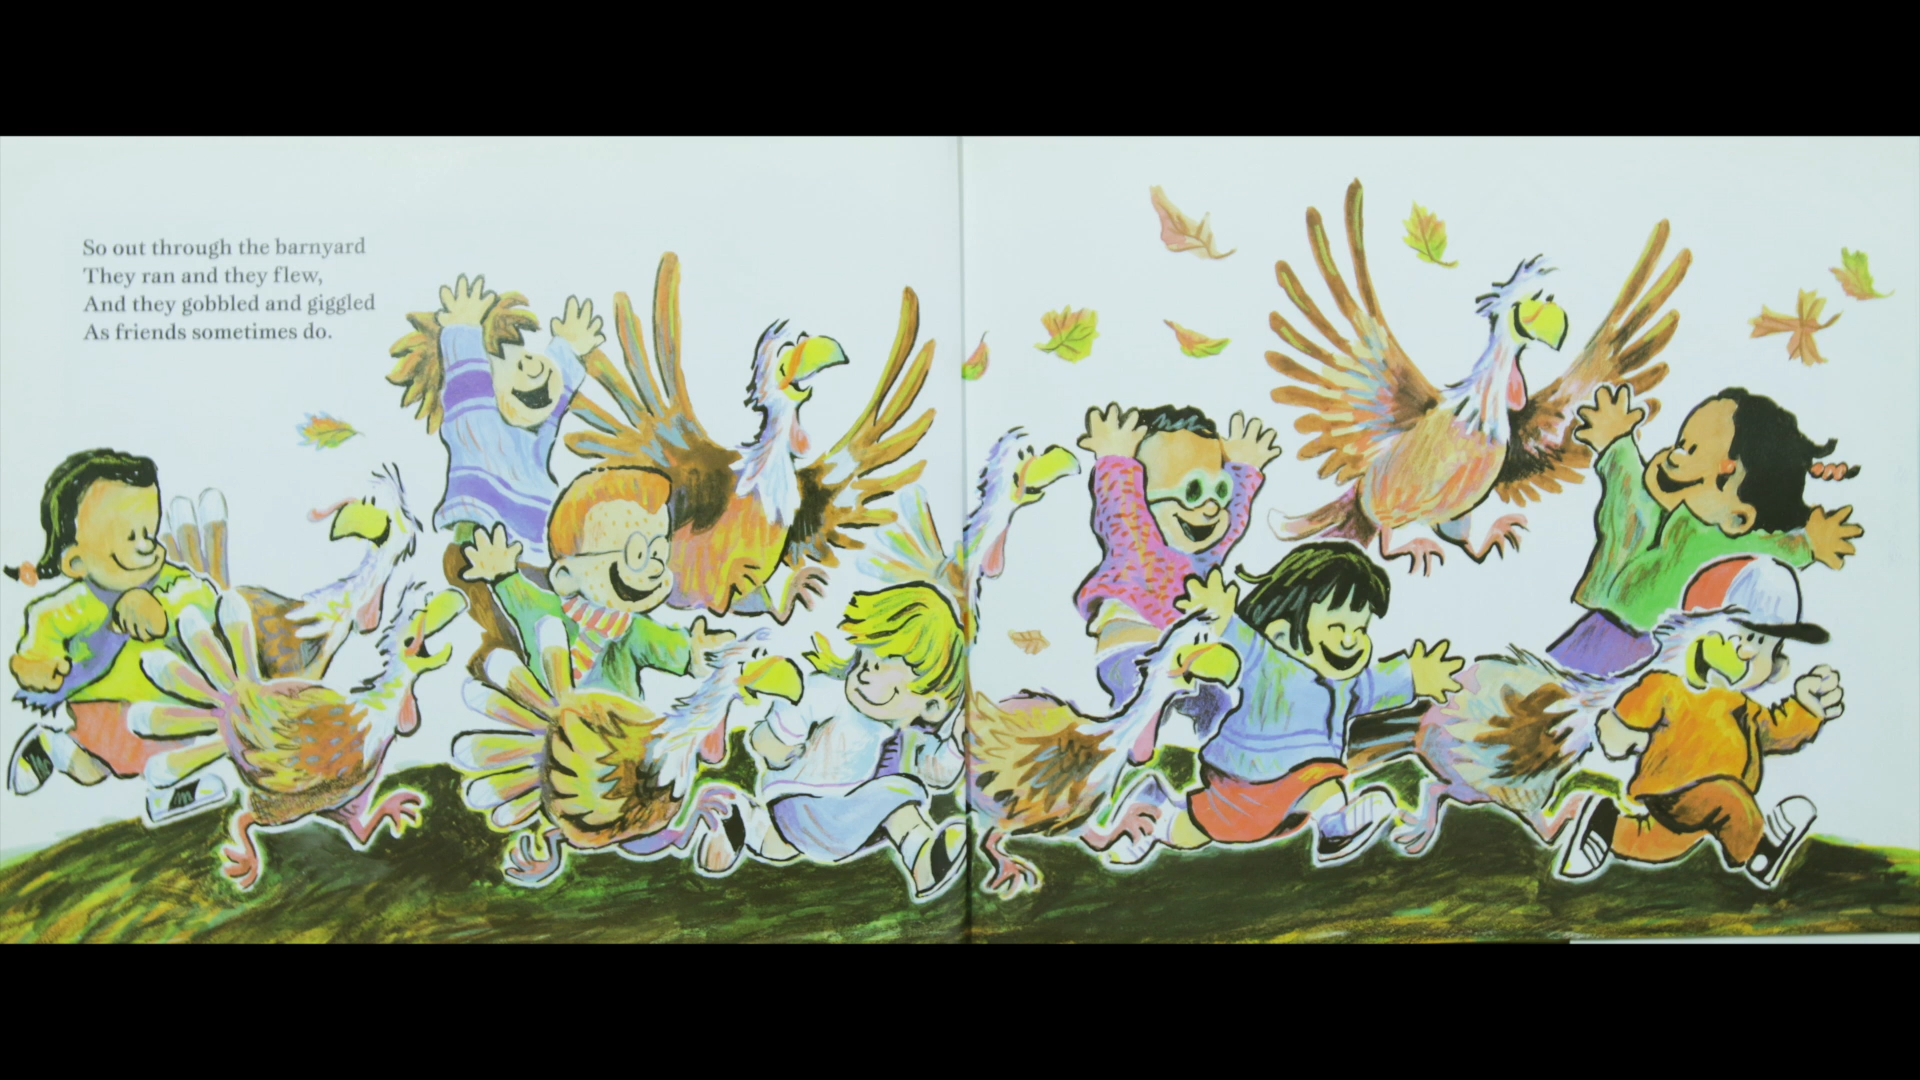 So out through the barnyard
They ran and they flew,
And they gobbled and giggled
As friends sometimes do.